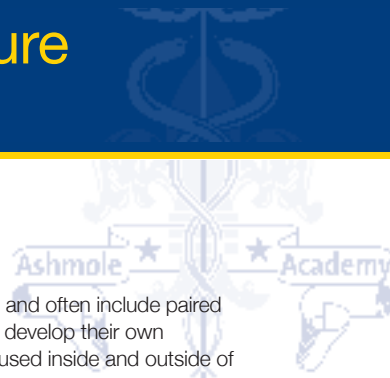 ure
Ashmole Academy
and often include paired
develop their own
used inside and outside of